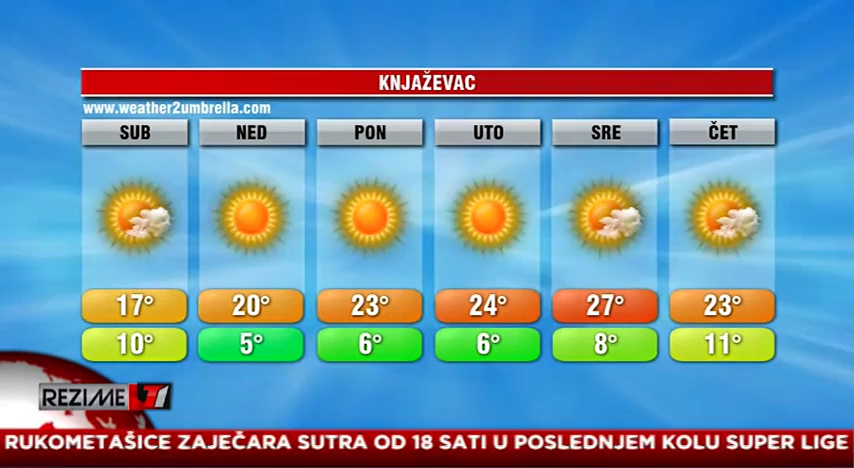 KNJAŽEVAC
www.weather2umbrella.com
SUB NED PON UTO SRE ČET
17° 20° 23° 24° 27° 23°
10° 5° 6° 6° 8° 11°
REZIME
RUKOMETAŠICE ZAJEČARA SUTRA OD 18 SATI U POSLEDNJEM KOLU SUPER LIGE